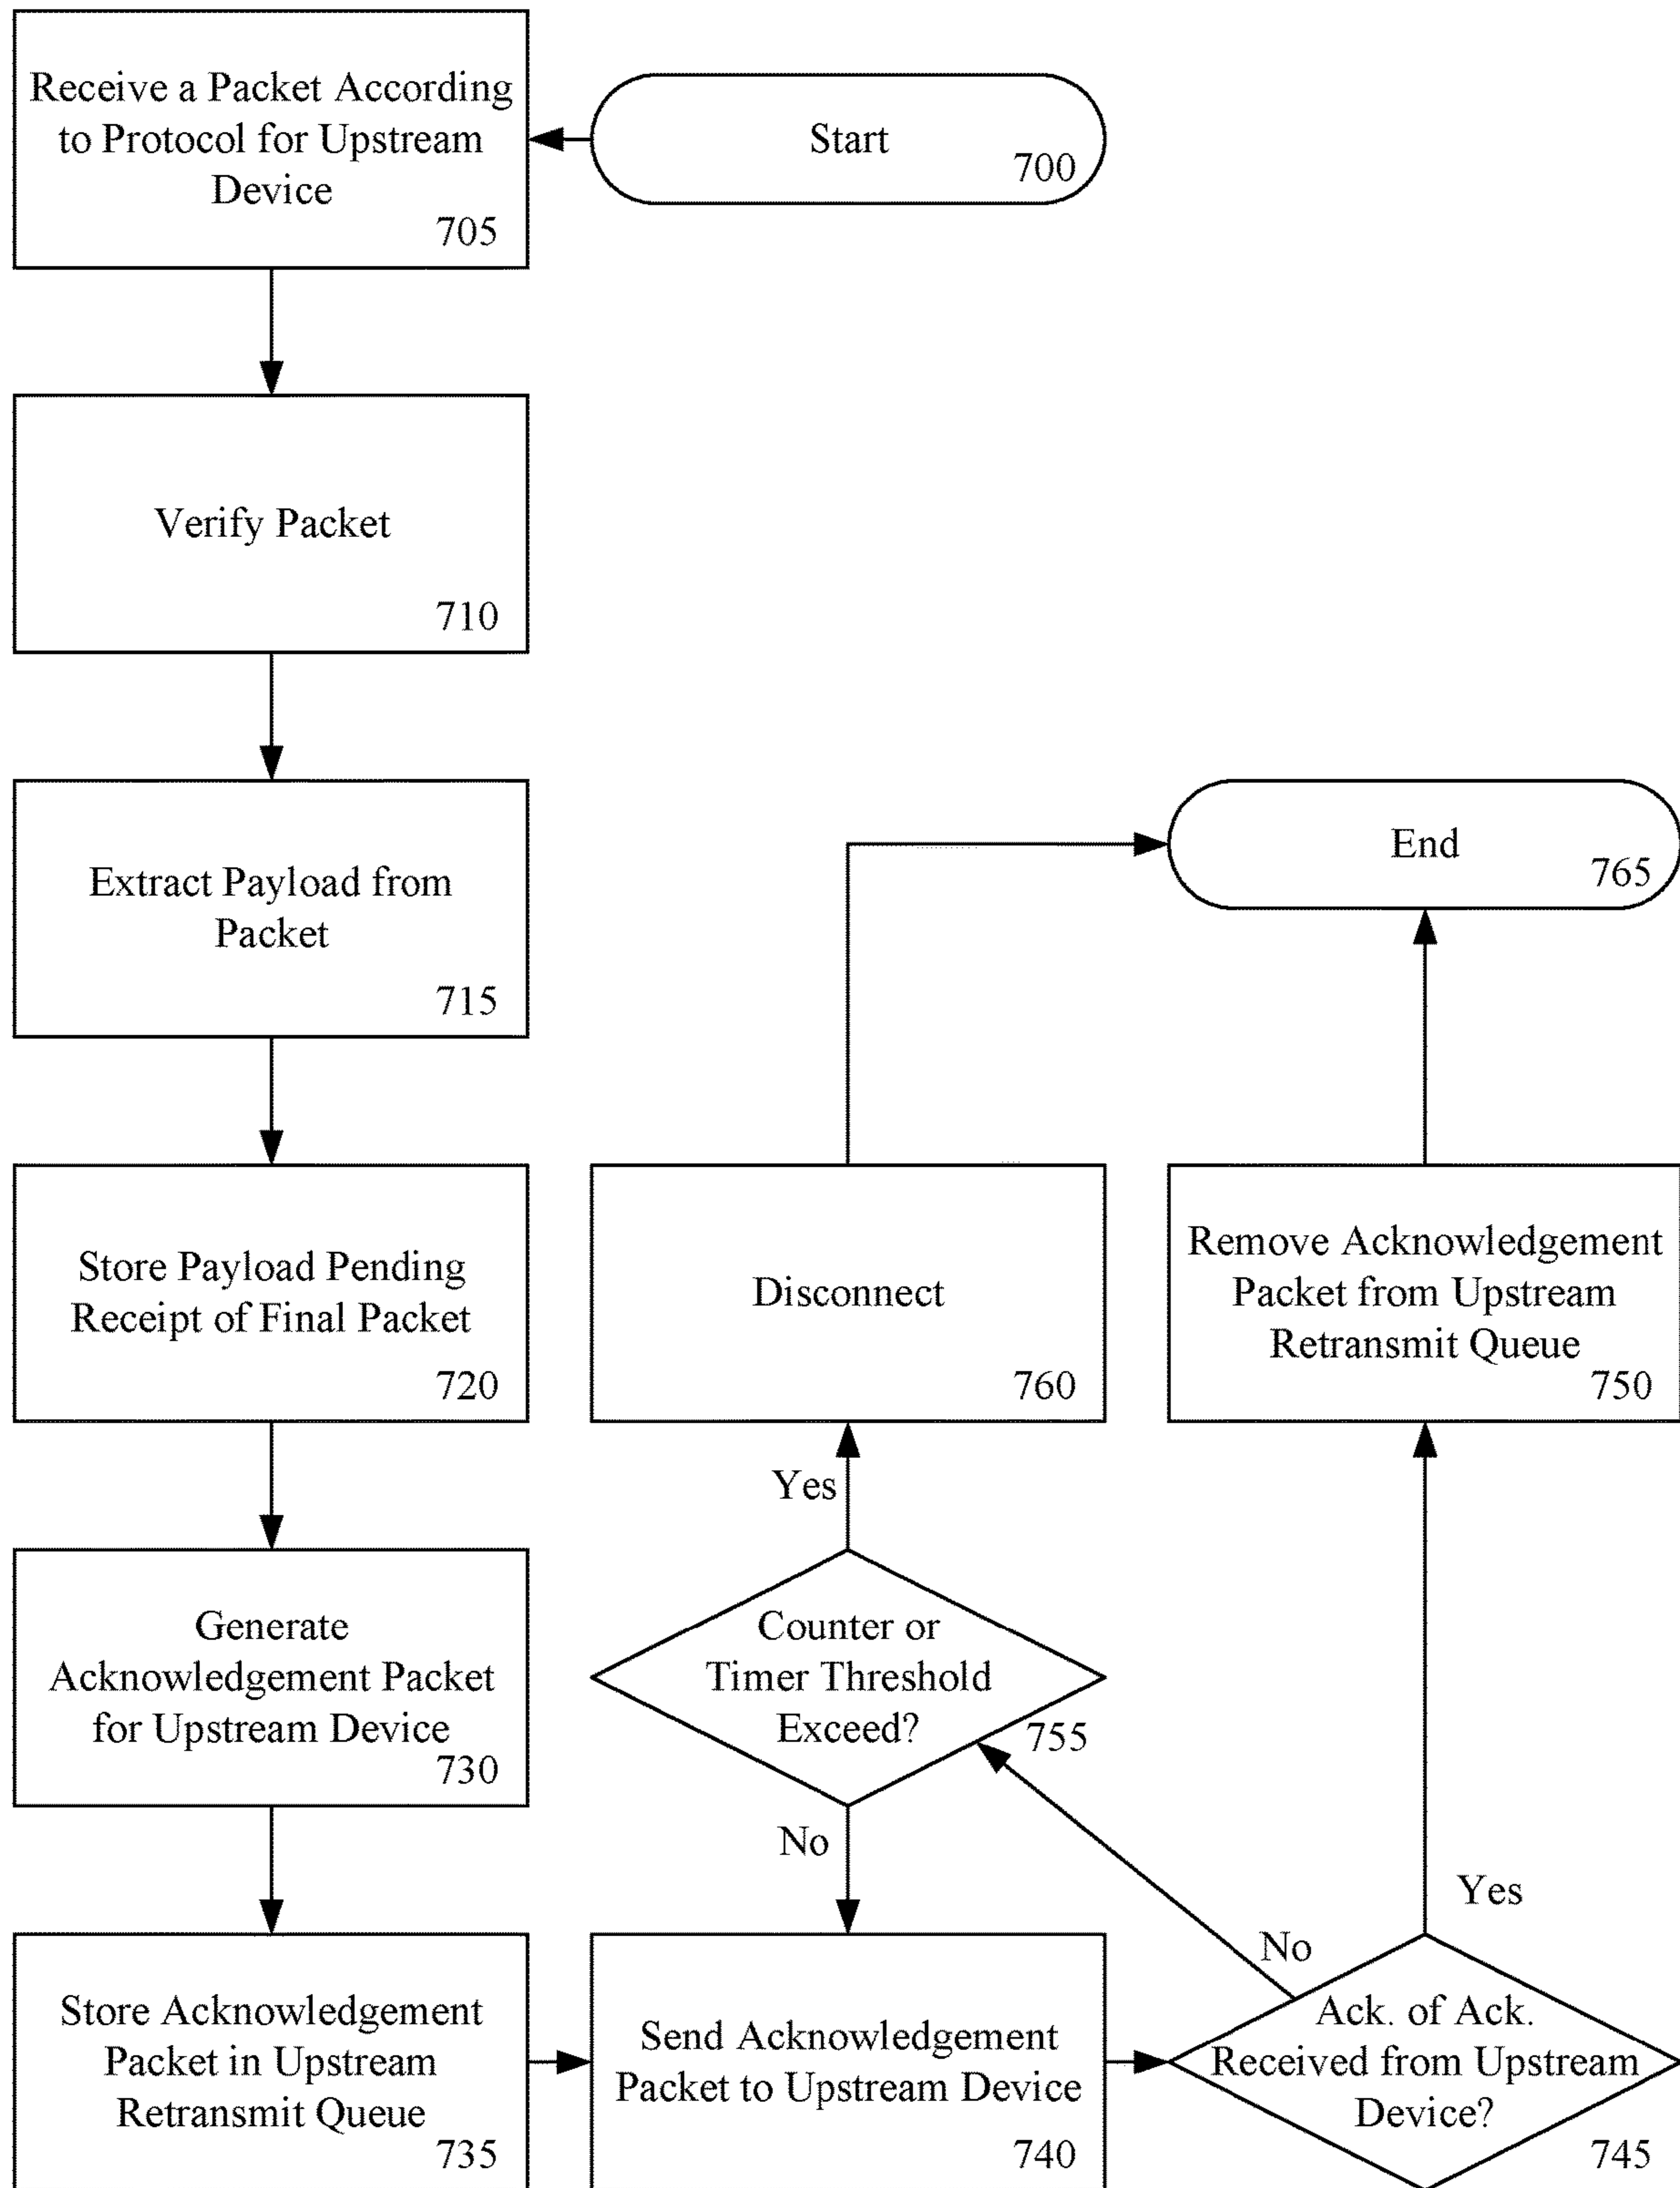 Receive a Packet According
to Protocol for Upstream
Device
705
Start
700
Verify Packet
710
Extract Payload from
Packet
715
End
765
Store Payload Pending
Receipt of Final Packet
720
Disconnect
760
Remove Acknowledgement
Packet from Upstream
Retransmit Queue
750
Yes
Generate
Acknowledgement Packet
for Upstream Device
730
Counter or
Timer Threshold
Exceed?
755
No
Yes
No
Store Acknowledgement
Packet in Upstream
Retransmit Queue
735
Send Acknowledgement
Packet to Upstream Device
740
Ack. of Ack.
Received from Upstream
Device?
745